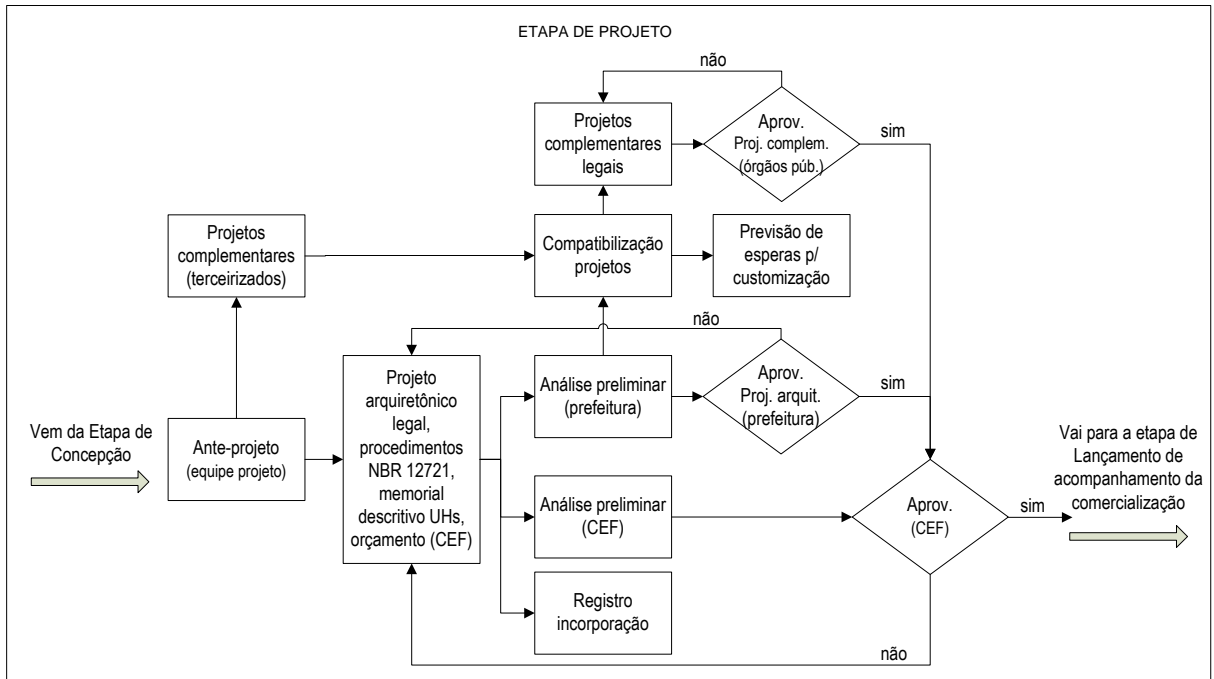 ETAPA DE PROJETO
não
Projetos
complementares
legais
Aprov.
Proj. complem.
(órgãos púb.)
sim
Projetos
complementares
(terceirizados)
Compatibilização
projetos
Previsão de
esperas p/
customização
não
Projeto
arquiretônico
legal,
procedimentos
NBR 12721,
memorial
descritivo UHs,
orçamento (CEF)
Análise preliminar
(prefeitura)
Aprov.
Proj. arquit.
(prefeitura)
sim
Vem da Etapa de
Concepção
Ante-projeto
(equipe projeto)
Análise preliminar
(CEF)
Aprov.
(CEF)
sim
Vai para a etapa de
Lançamento de
acompanhamento da
comercialização
Registro
incorporação
não